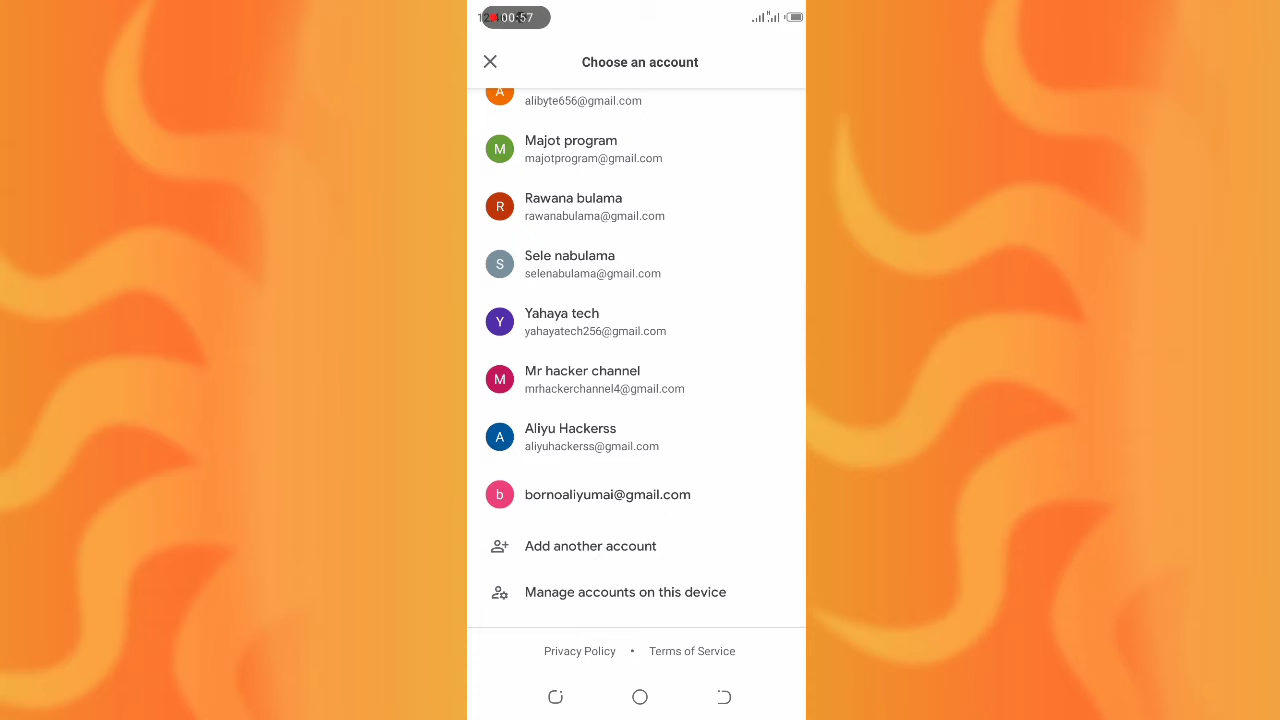 00:57
Choose an account
A
alibyte656@gmail.com
M
Majot program
majotprogram@gmail.com
R
Rawana bulama
rawanabulama@gmail.com
S
Sele nabulama
selenabulama@gmail.com
Y
Yahaya tech
yahayatech256@gmail.com
M
Mr hacker channel
mrhackerchannel4@gmail.com
A
Aliyu Hackerss
aliyuhackerss@gmail.com
b
bornoaliyumai@gmail.com
Add another account
Manage accounts on this device
Privacy Policy • Terms of Service